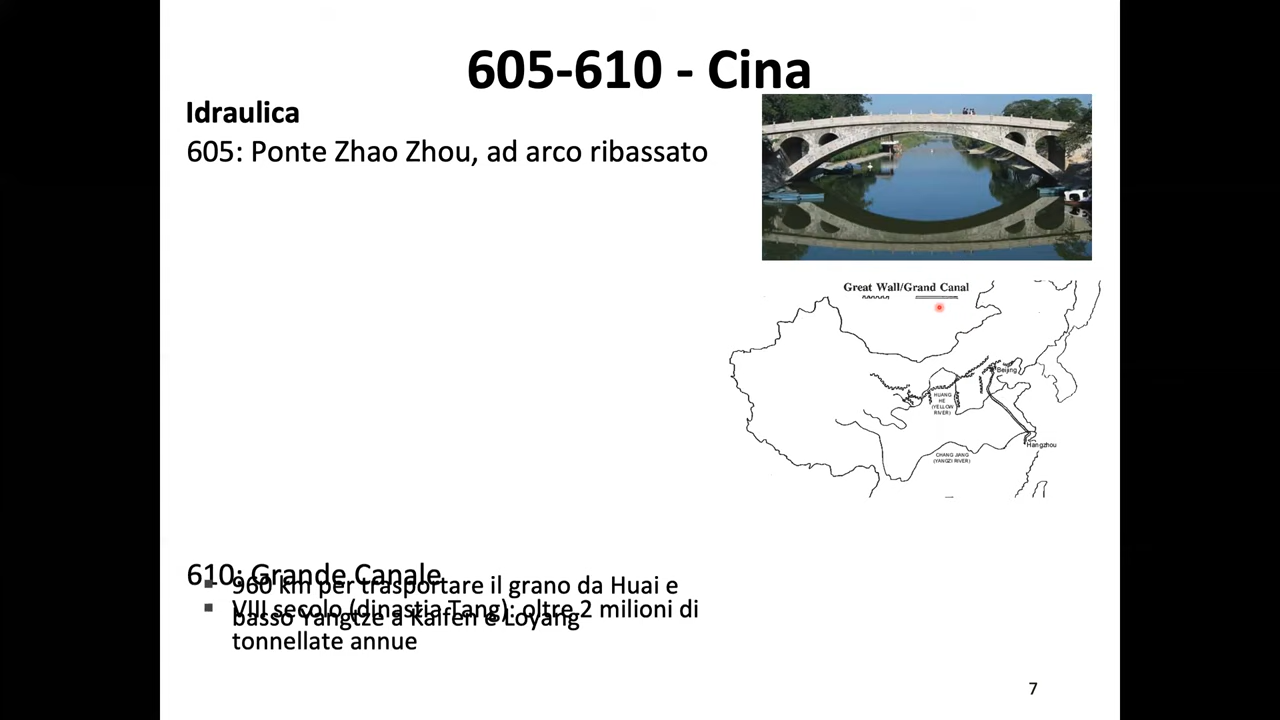 605-610 - Cina
Idraulica
605: Ponte Zhao Zhou, ad arco ribassato
Great Wall/Grand Canal
Beijing
HUANG
HE
(YELLOW
RIVER)
Hangzhou
CHANG JIANG
(YANGZI RIVER)
610: Grande Canale
960 km per trasportare il grano da Huai e
basso Yangtze a Kaifen e Loyang
VIII secolo (dinastia Tang): oltre 2 milioni di
tonnellate annue
7